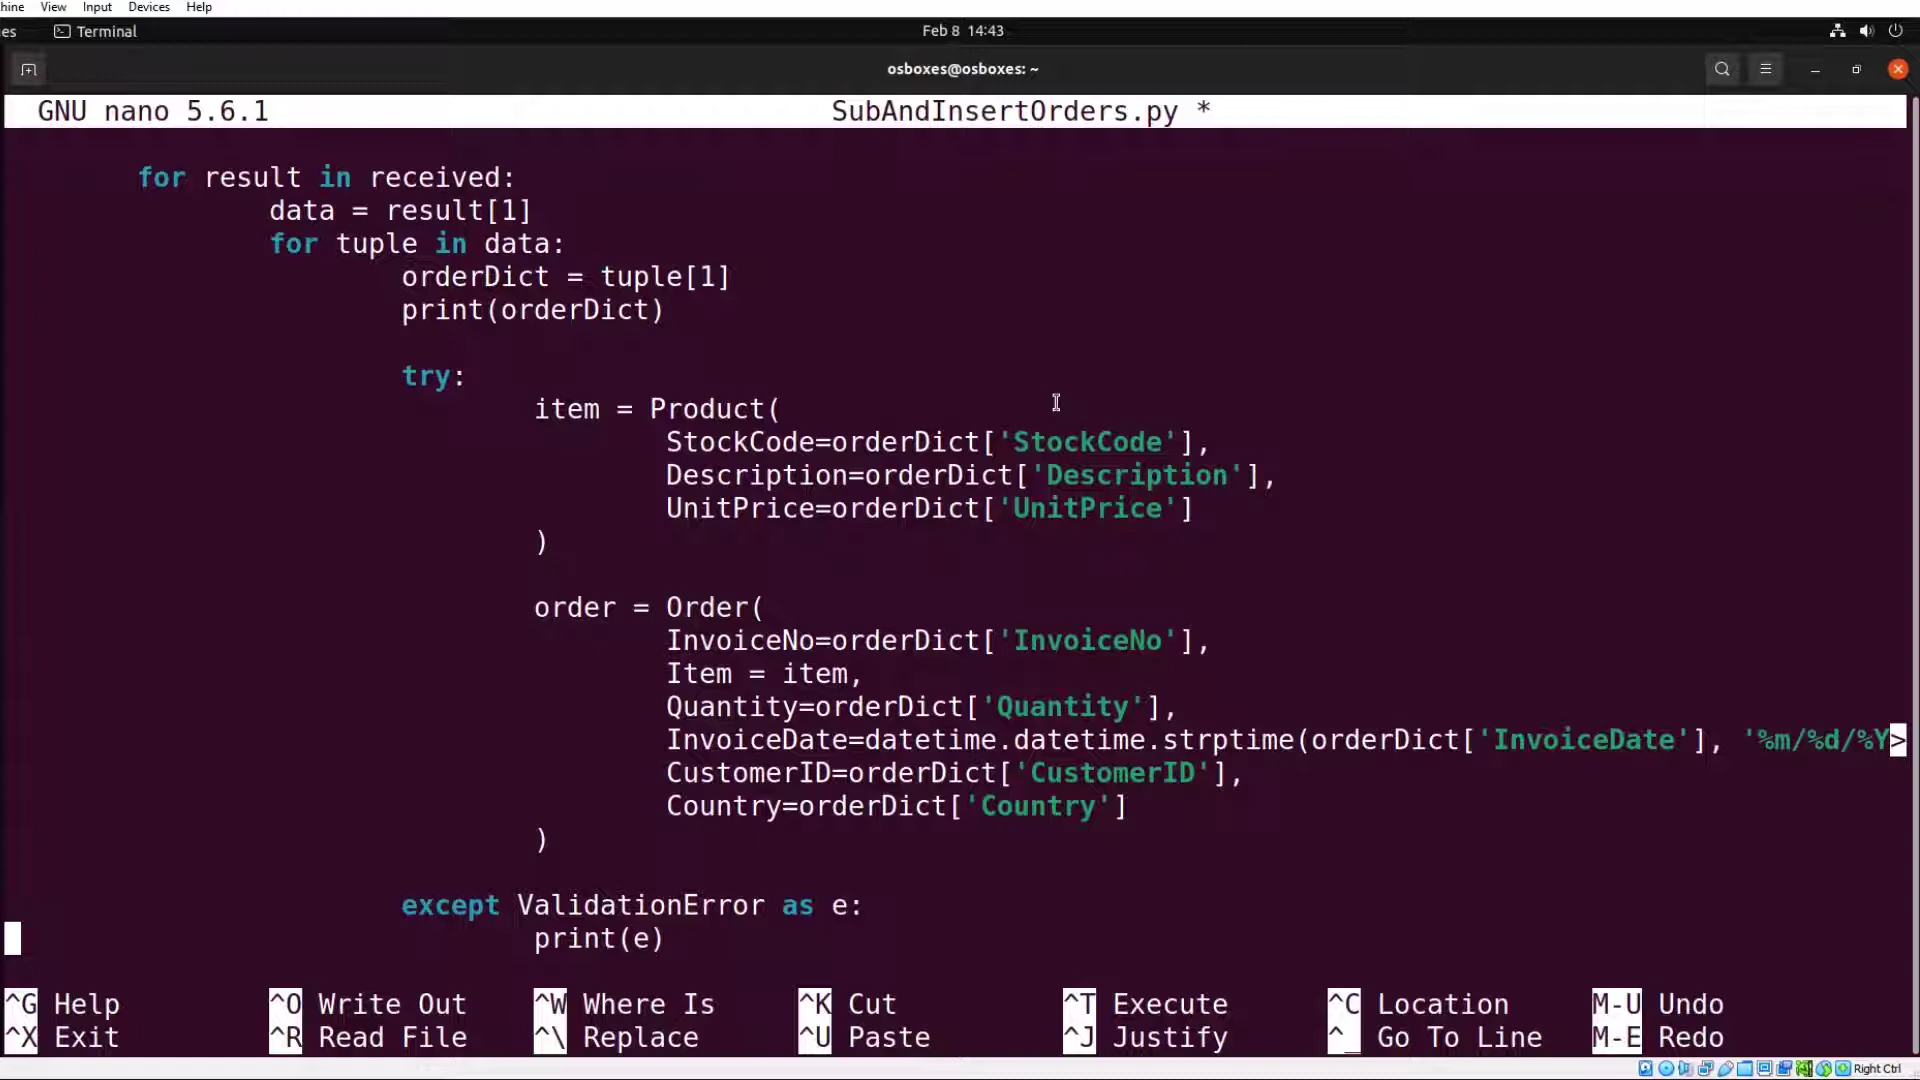 hine View Input Devices Help
es Terminal Feb 8 14:43
osboxes@osboxes: ~
GNU nano 5.6.1 SubAndInsertOrders.py *
for result in received:
data = result[1]
for tuple in data:
orderDict = tuple[1]
print(orderDict)
try:
item = Product(
StockCode=orderDict['StockCode'],
Description=orderDict['Description'],
UnitPrice=orderDict['UnitPrice']
)
order = Order(
InvoiceNo=orderDict['InvoiceNo'],
Item = item,
Quantity=orderDict['Quantity'],
InvoiceDate=datetime.datetime.strptime(orderDict['InvoiceDate'], '%m/%d/%Y>
CustomerID=orderDict['CustomerID'],
Country=orderDict['Country']
)
except ValidationError as e:
print(e)
^G Help ^O Write Out ^W Where Is ^K Cut ^T Execute ^C Location M-U Undo
^X Exit ^R Read File ^\ Replace ^U Paste ^J Justify ^_ Go To Line M-E Redo
Right Ctrl